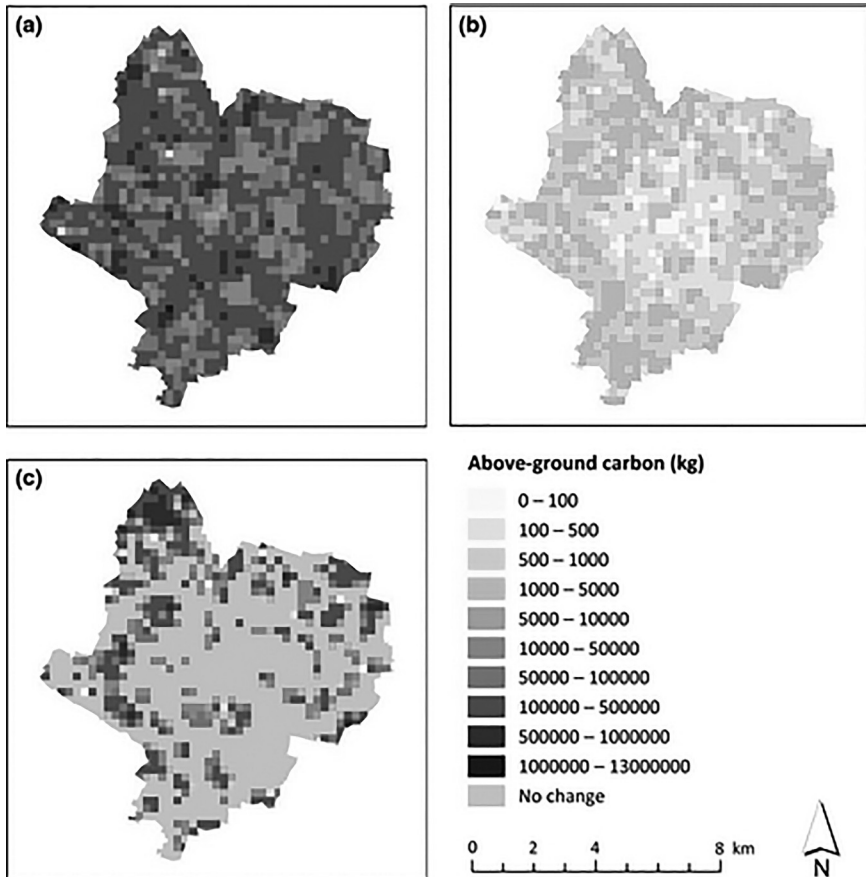 (a)
(b)
(c)
Above-ground carbon (kg)
0 – 100
100 – 500
500 – 1000
1000 – 5000
5000 – 10000
10000 – 50000
50000 – 100000
100000 – 500000
500000 – 1000000
1000000 – 13000000
No change
0 2 4 8 km
N